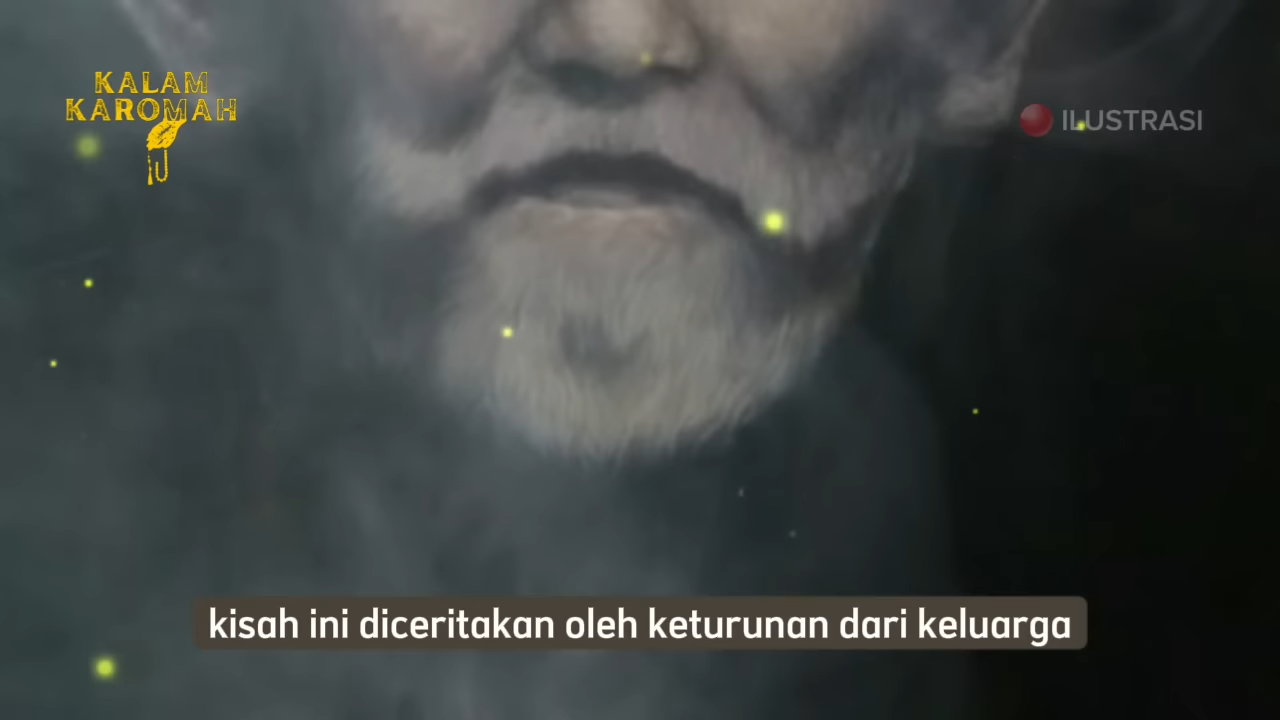 KALAM
KAROMAH
ILUSTRASI
kisah ini diceritakan oleh keturunan dari keluarga